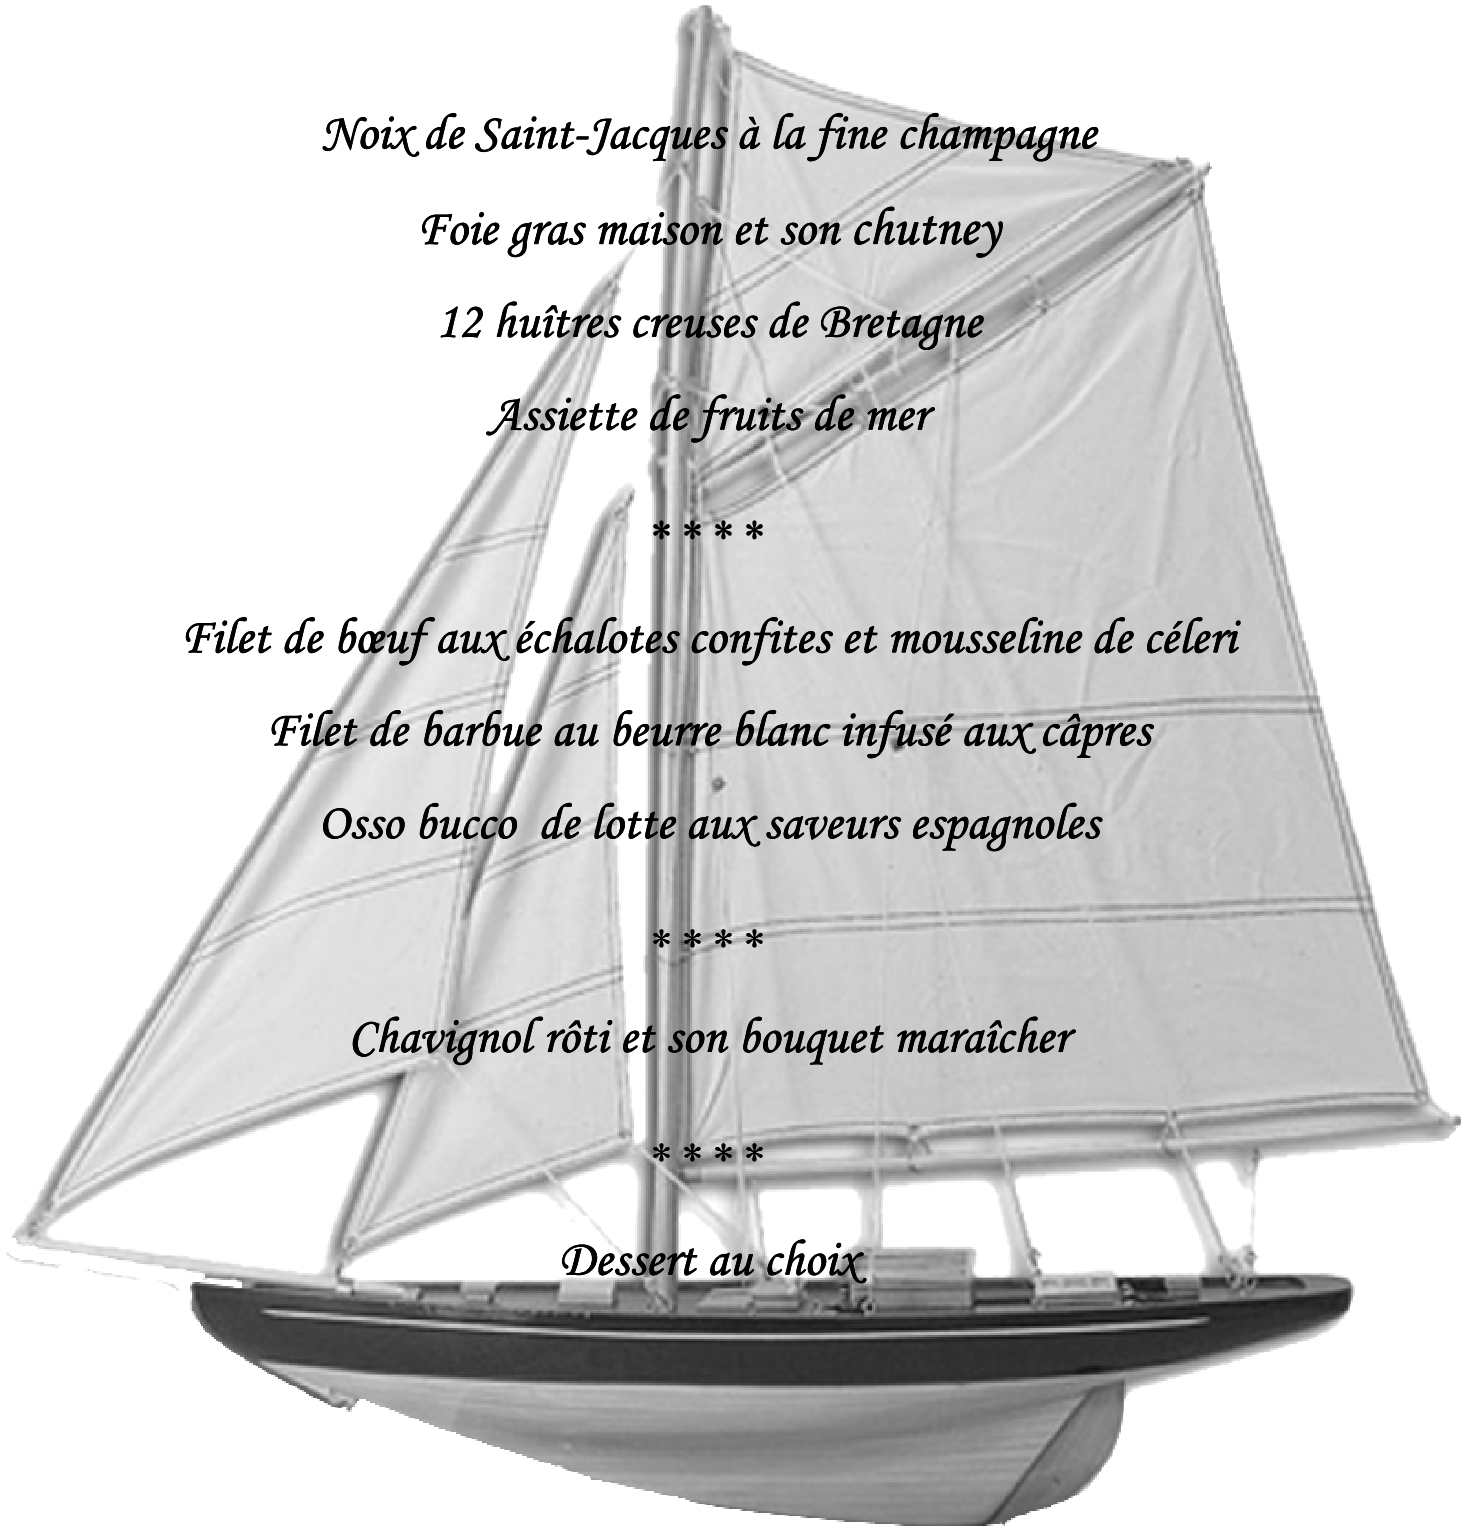 Noix de Saint-Jacques à la fine champagne
Foie gras maison et son chutney
12 huîtres creuses de Bretagne
Assiette de fruits de mer
* * * *
Filet de bœuf aux échalotes confites et mousseline de céleri
Filet de barbue au beurre blanc infusé aux câpres
Osso bucco  de lotte aux saveurs espagnoles
* * * *
Chavignol rôti et son bouquet maraîcher
* * * *
Dessert au choix